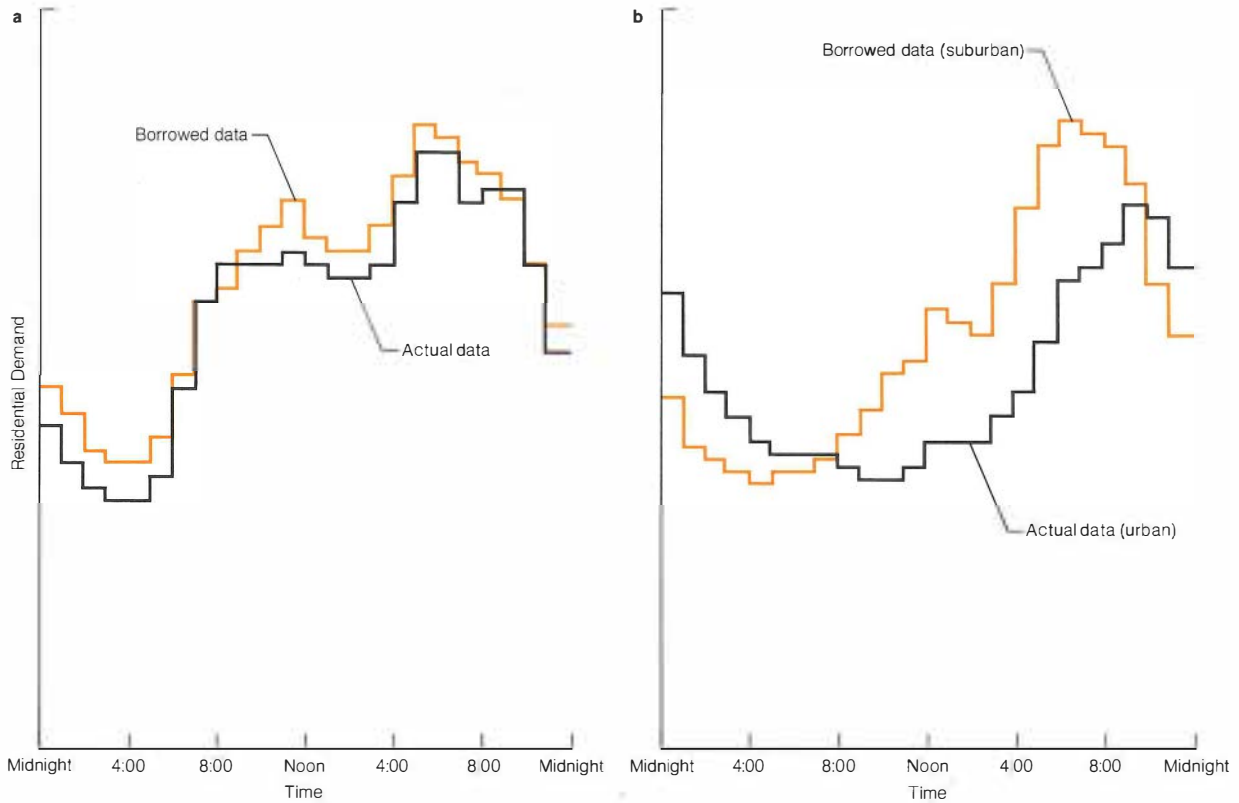 a
Borrowed data
Actual data
Residential Demand
Midnight 4:00 8:00 Noon 4:00 8:00 Midnight
Time
b
Borrowed data (suburban)
Actual data (urban)
Midnight 4:00 8:00 Noon 4:00 8:00 Midnight
Time